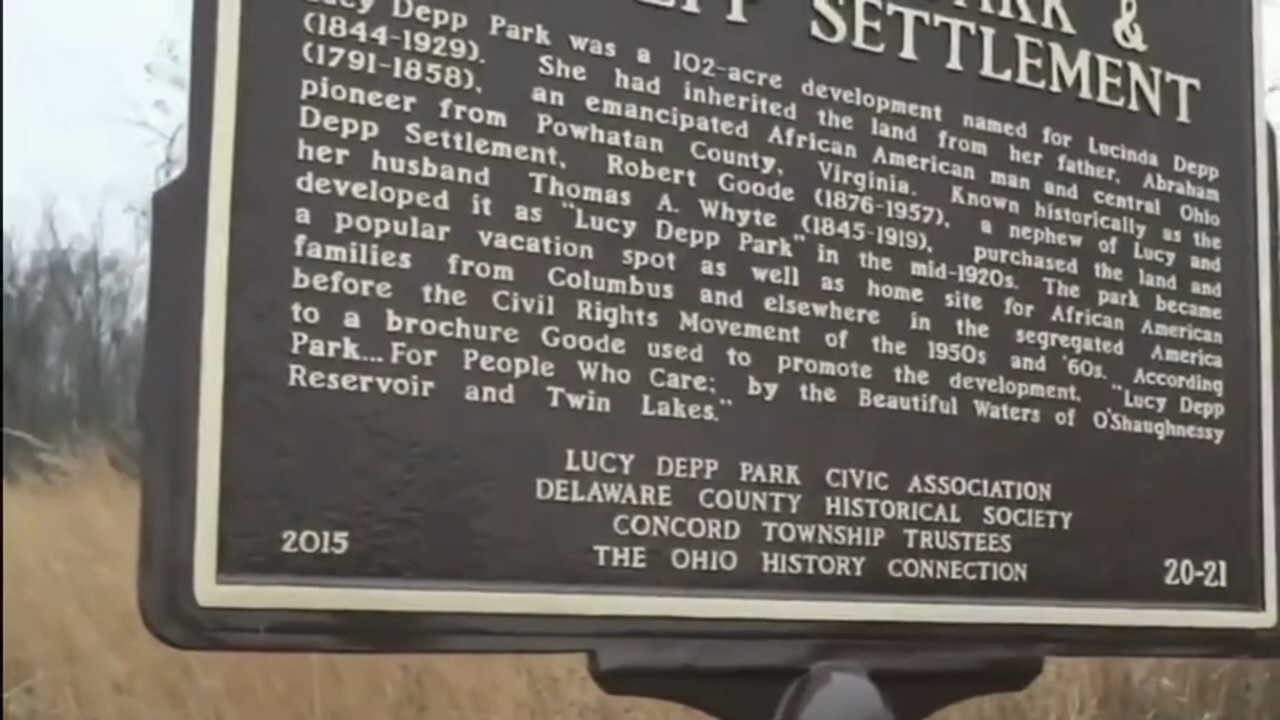 &
SETTLEMENT
Lucy Depp Park was a 102-acre development named for Lucinda Depp
(1844-1929). She had inherited the land from her father, Abraham
(1791-1858), an emancipated African American man and central Ohio
pioneer from Powhatan County, Virginia. Known historically as the
Depp Settlement, Robert Goode (1876-1957), a nephew of Lucy and
her husband Thomas A. Whyte (1845-1919), purchased the land and
developed it as "Lucy Depp Park" in the mid-1920s. The park became
a popular vacation spot as well as home site for African American
families from Columbus and elsewhere in the segregated America
before the Civil Rights Movement of the 1950s and '60s. According
to a brochure Goode used to promote the development, "Lucy Depp
Park...For People Who Care; by the Beautiful Waters of O'Shaughnessy
Reservoir and Twin Lakes."
LUCY DEPP PARK CIVIC ASSOCIATION
DELAWARE COUNTY HISTORICAL SOCIETY
CONCORD TOWNSHIP TRUSTEES
THE OHIO HISTORY CONNECTION
2015
20-21